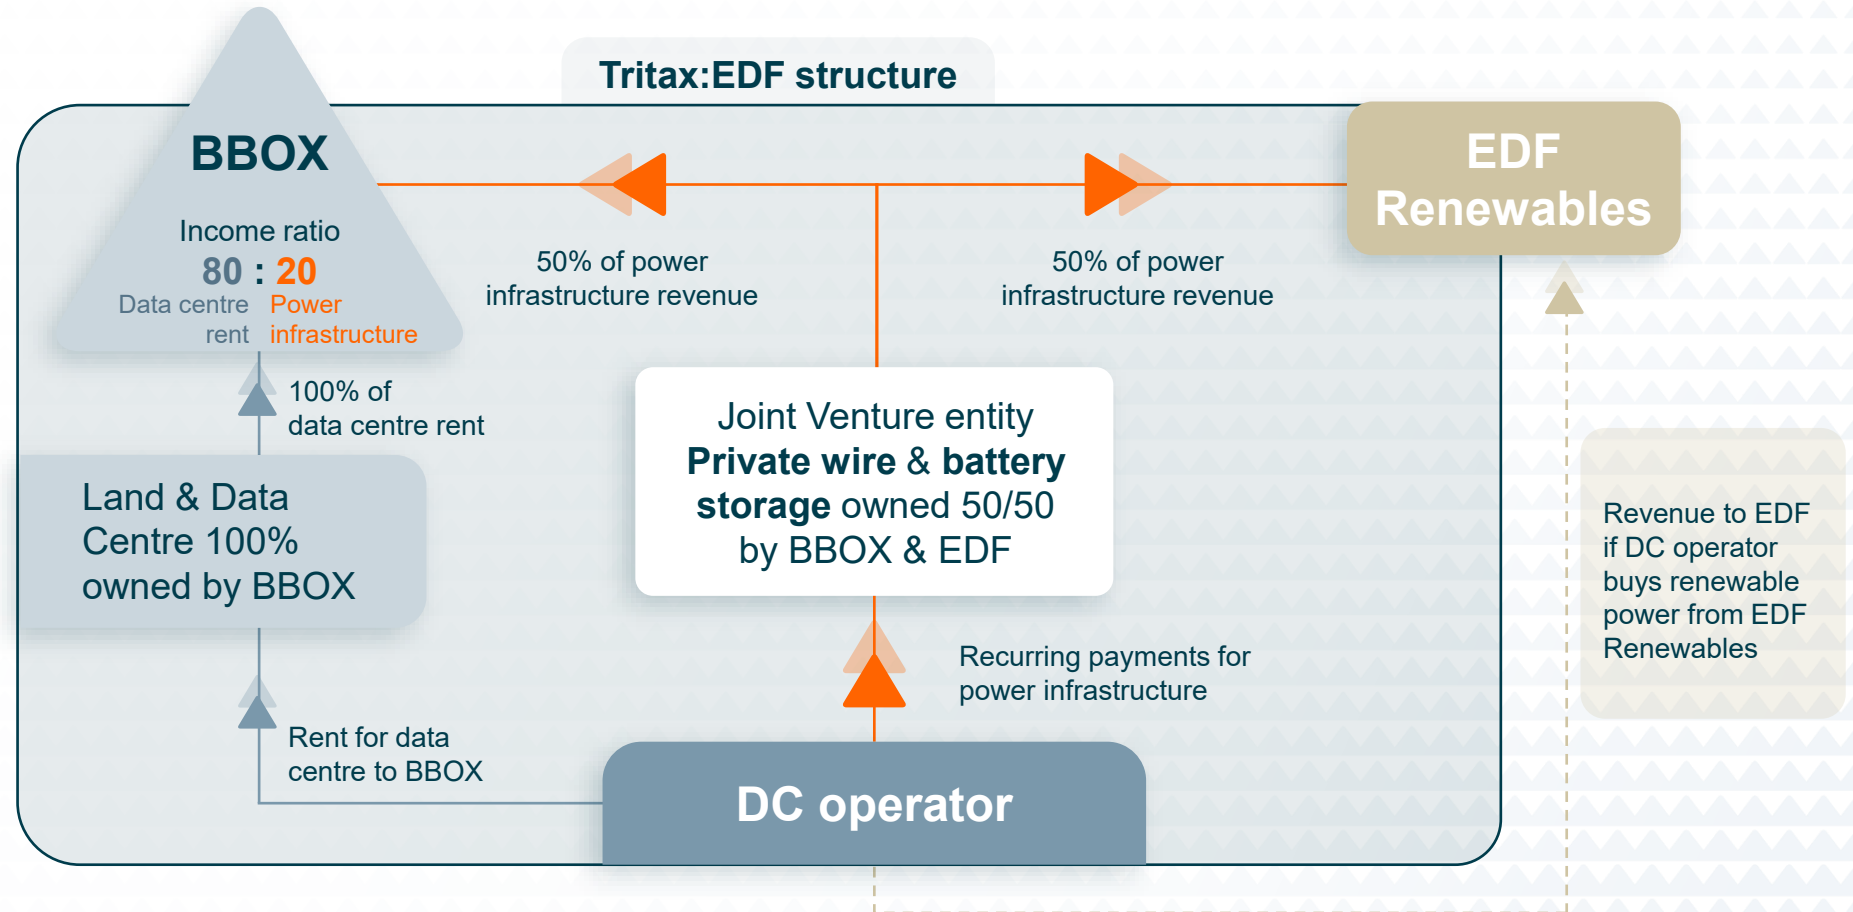 Tritax:EDF structure
BBOX
Income ratio
80 : 20
Data centre
rent
Power
infrastructure
50% of power
infrastructure revenue
50% of power
infrastructure revenue
EDF
Renewables
100% of
data centre rent
Land & Data
Centre 100%
owned by BBOX
Joint Venture entity
Private wire & battery
storage owned 50/50
by BBOX & EDF
Revenue to EDF
if DC operator
buys renewable
power from EDF
Renewables
Recurring payments for
power infrastructure
Rent for data
centre to BBOX
DC operator